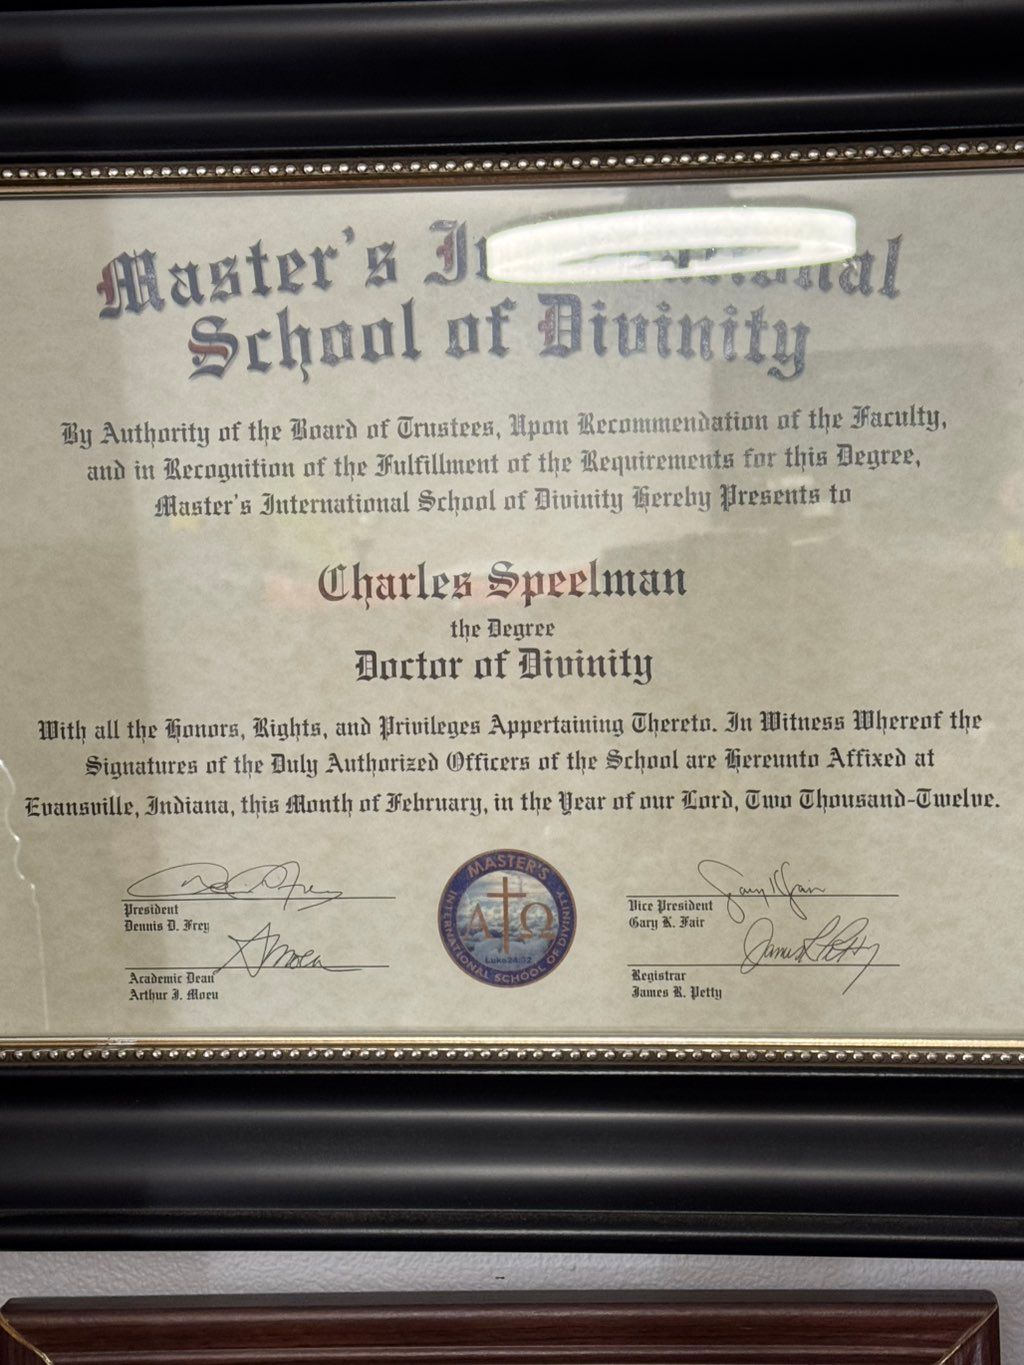 Master's International
School of Divinity
By Authority of the Board of Trustees, Upon Recommendation of the Faculty,
and in Recognition of the Fulfillment of the Requirements for this Degree,
Master's International School of Divinity Hereby Presents to
Charles Speelman
the Degree
Doctor of Divinity
With all the Honors, Rights, and Privileges Appertaining Thereto. In Witness Whereof the
Signatures of the Duly Authorized Officers of the School are Hereunto Affixed at
Evansville, Indiana, this Month of February, in the Year of our Lord, Two Thousand-Twelve.
President
Dennis D. Frey
Academic Dean
Arthur J. Moeu
MASTER'S
INTERNATIONAL SCHOOL OF DIVINITY
Α Ω
Luke24:32
Vice President
Gary K. Fair
Registrar
James R. Petty